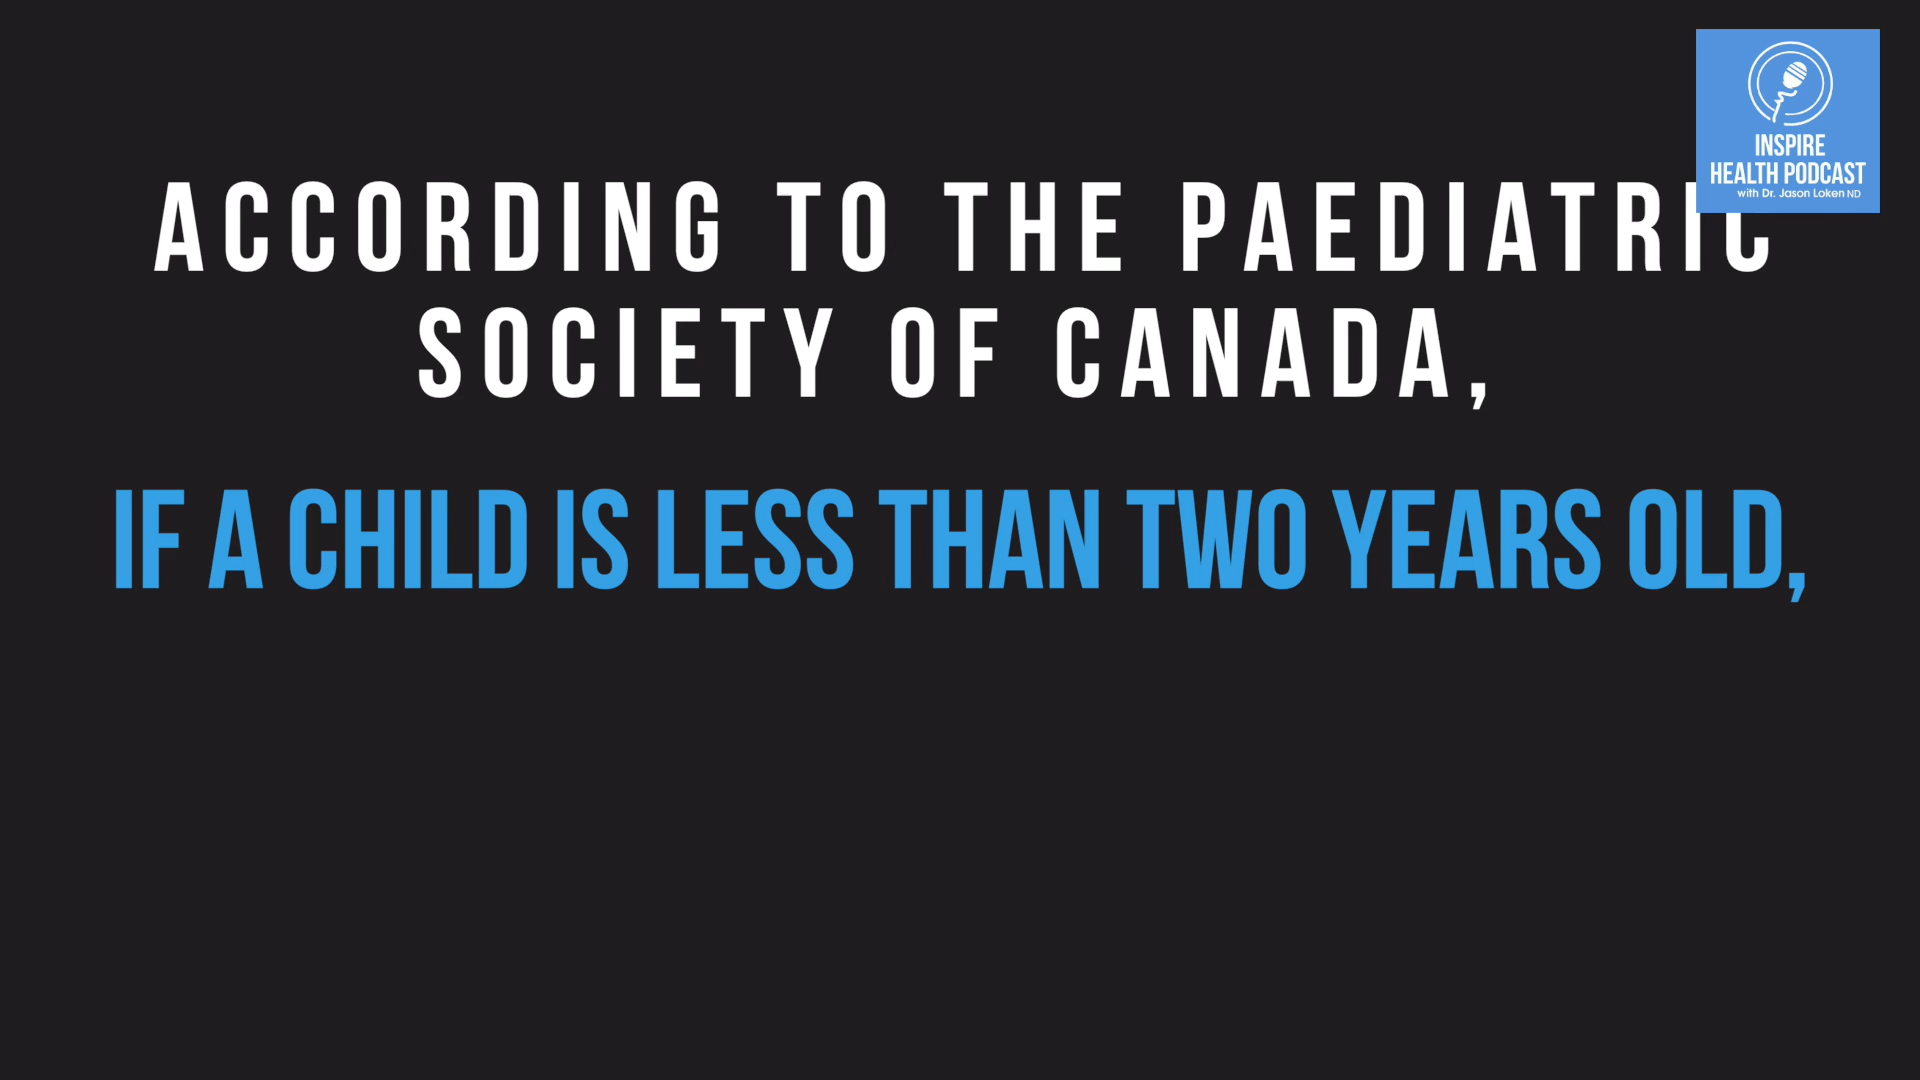 INSPIRE
HEALTH PODCAST
with Dr. Jason Loken ND
ACCORDING TO THE PAEDIATRIC
SOCIETY OF CANADA,
IF A CHILD IS LESS THAN TWO YEARS OLD,